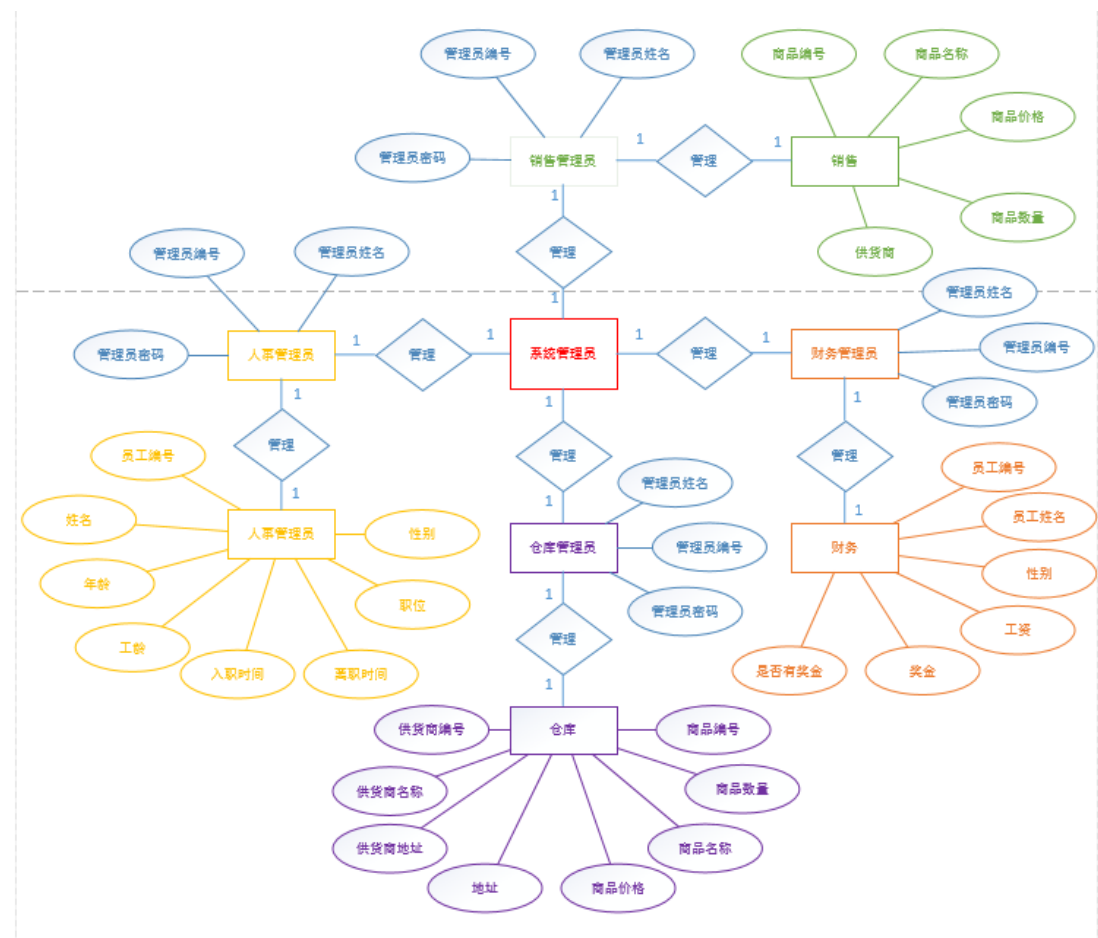 管理员编号
管理员姓名
商品编号
商品名称
商品价格
管理员密码
销售管理员
1
管理
1
销售
商品数量
供货商
1
管理
1
管理员编号
管理员姓名
管理员密码
人事管理员
1
管理
1
系统管理员
1
管理
1
财务管理员
管理员姓名
管理员编号
管理员密码
1
管理
1
1
管理
1
1
管理
1
员工编号
姓名
年龄
工龄
入职时间
离职时间
职位
性别
人事管理员
仓库管理员
管理员姓名
管理员编号
管理员密码
财务
员工编号
员工姓名
性别
工资
奖金
是否有奖金
1
管理
1
仓库
供货商编号
供货商名称
供货商地址
地址
商品价格
商品名称
商品数量
商品编号